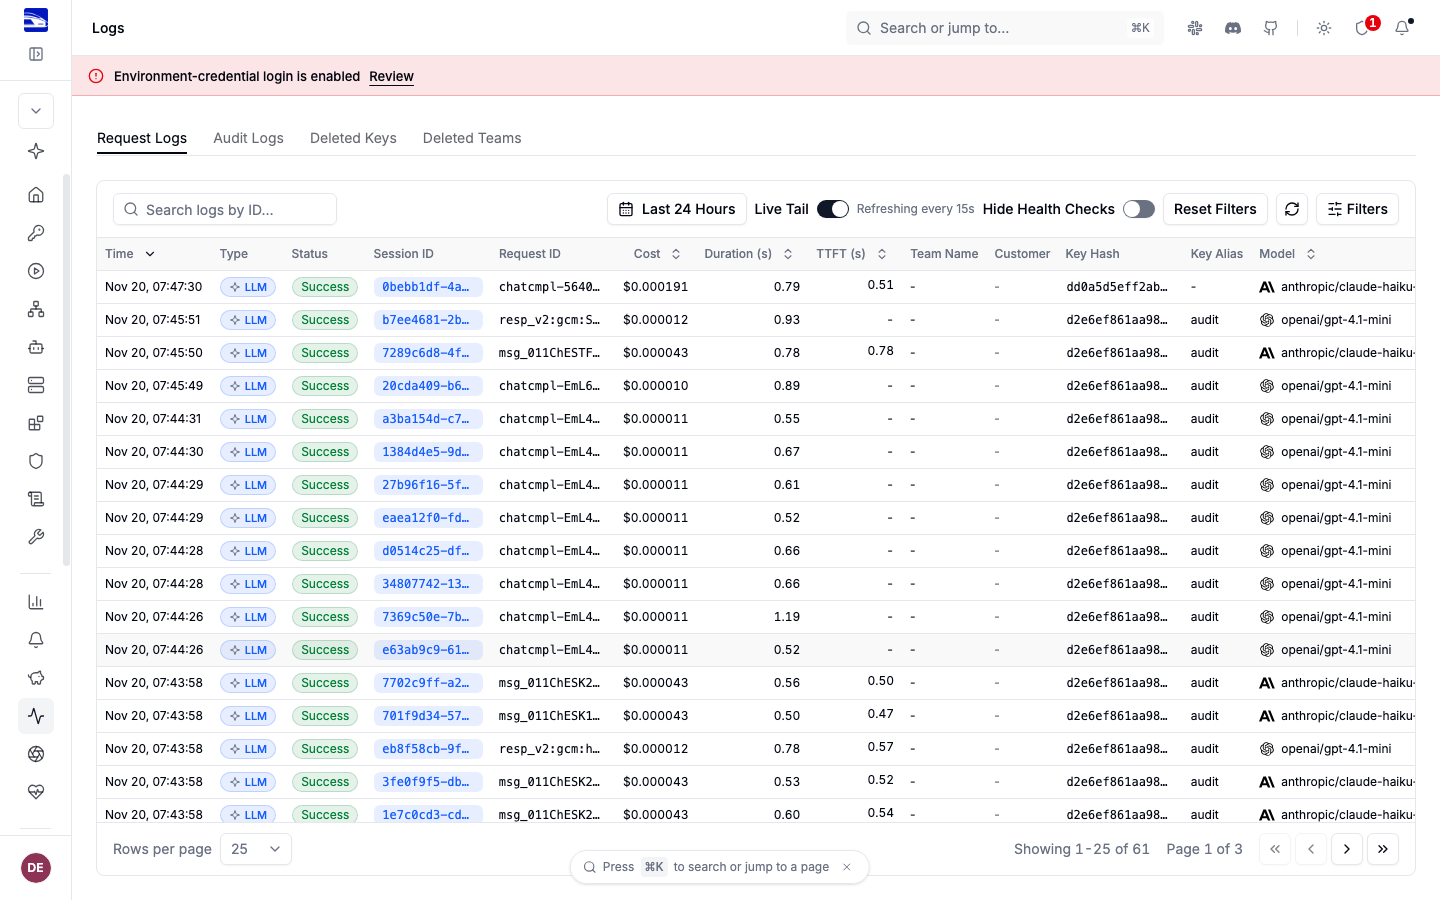 Logs
Search or jump to...
⌘K
1
Environment-credential login is enabled Review
Request Logs Audit Logs Deleted Keys Deleted Teams
Search logs by ID... Last 24 Hours Live Tail Refreshing every 15s Hide Health Checks Reset Filters Filters
Time Type Status Session ID Request ID Cost Duration (s) TTFT (s) Team Name Customer Key Hash Key Alias Model
Nov 20, 07:47:30 LLM Success 0bebb1df-4a… chatcmpl-5640… $0.000191 0.79 0.51 - - dd0a5d5eff2ab… - anthropic/claude-haiku-
Nov 20, 07:45:51 LLM Success b7ee4681-2b… resp_v2:gcm:S… $0.000012 0.93 - - - d2e6ef861aa98… audit openai/gpt-4.1-mini
Nov 20, 07:45:50 LLM Success 7289c6d8-4f… msg_011ChESTF… $0.000043 0.78 0.78 - - d2e6ef861aa98… audit anthropic/claude-haiku-
Nov 20, 07:45:49 LLM Success 20cda409-b6… chatcmpl-EmL6… $0.000010 0.89 - - - d2e6ef861aa98… audit openai/gpt-4.1-mini
Nov 20, 07:44:31 LLM Success a3ba154d-c7… chatcmpl-EmL4… $0.000011 0.55 - - - d2e6ef861aa98… audit openai/gpt-4.1-mini
Nov 20, 07:44:30 LLM Success 1384d4e5-9d… chatcmpl-EmL4… $0.000011 0.67 - - - d2e6ef861aa98… audit openai/gpt-4.1-mini
Nov 20, 07:44:29 LLM Success 27b96f16-5f… chatcmpl-EmL4… $0.000011 0.61 - - - d2e6ef861aa98… audit openai/gpt-4.1-mini
Nov 20, 07:44:29 LLM Success eaea12f0-fd… chatcmpl-EmL4… $0.000011 0.52 - - - d2e6ef861aa98… audit openai/gpt-4.1-mini
Nov 20, 07:44:28 LLM Success d0514c25-df… chatcmpl-EmL4… $0.000011 0.66 - - - d2e6ef861aa98… audit openai/gpt-4.1-mini
Nov 20, 07:44:28 LLM Success 34807742-13… chatcmpl-EmL4… $0.000011 0.66 - - - d2e6ef861aa98… audit openai/gpt-4.1-mini
Nov 20, 07:44:26 LLM Success 7369c50e-7b… chatcmpl-EmL4… $0.000011 1.19 - - - d2e6ef861aa98… audit openai/gpt-4.1-mini
Nov 20, 07:44:26 LLM Success e63ab9c9-61… chatcmpl-EmL4… $0.000011 0.52 - - - d2e6ef861aa98… audit openai/gpt-4.1-mini
Nov 20, 07:43:58 LLM Success 7702c9ff-a2… msg_011ChESK2… $0.000043 0.56 0.50 - - d2e6ef861aa98… audit anthropic/claude-haiku-
Nov 20, 07:43:58 LLM Success 701f9d34-57… msg_011ChESK1… $0.000043 0.50 0.47 - - d2e6ef861aa98… audit anthropic/claude-haiku-
Nov 20, 07:43:58 LLM Success eb8f58cb-9f… resp_v2:gcm:h… $0.000012 0.78 0.57 - - d2e6ef861aa98… audit openai/gpt-4.1-mini
Nov 20, 07:43:58 LLM Success 3fe0f9f5-db… msg_011ChESK2… $0.000043 0.53 0.52 - - d2e6ef861aa98… audit anthropic/claude-haiku-
Nov 20, 07:43:58 LLM Success 1e7c0cd3-cd… msg_011ChESK2… $0.000043 0.60 0.54 - - d2e6ef861aa98… audit anthropic/claude-haiku-
Rows per page 25 Showing 1-25 of 61 Page 1 of 3
Press ⌘K to search or jump to a page
DE